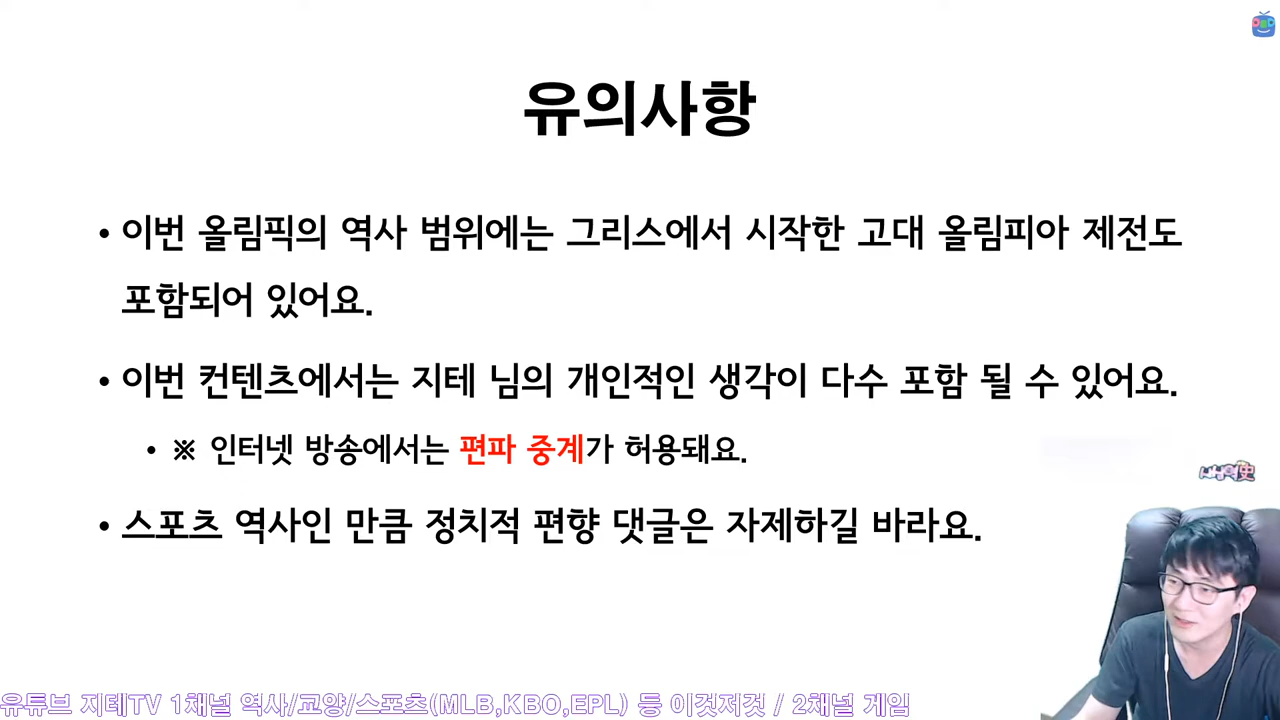 유의사항
• 이번 올림픽의 역사 범위에는 그리스에서 시작한 고대 올림피아 제전도
포함되어 있어요.
• 이번 컨텐츠에서는 지테 님의 개인적인 생각이 다수 포함 될 수 있어요.
• ※ 인터넷 방송에서는 편파 중계가 허용돼요.
• 스포츠 역사인 만큼 정치적 편향 댓글은 자제하길 바라요.
유튜브 지테TV 1채널 역사/교양/스포츠(MLB,KBO,EPL) 등 이것저것 / 2채널 게임